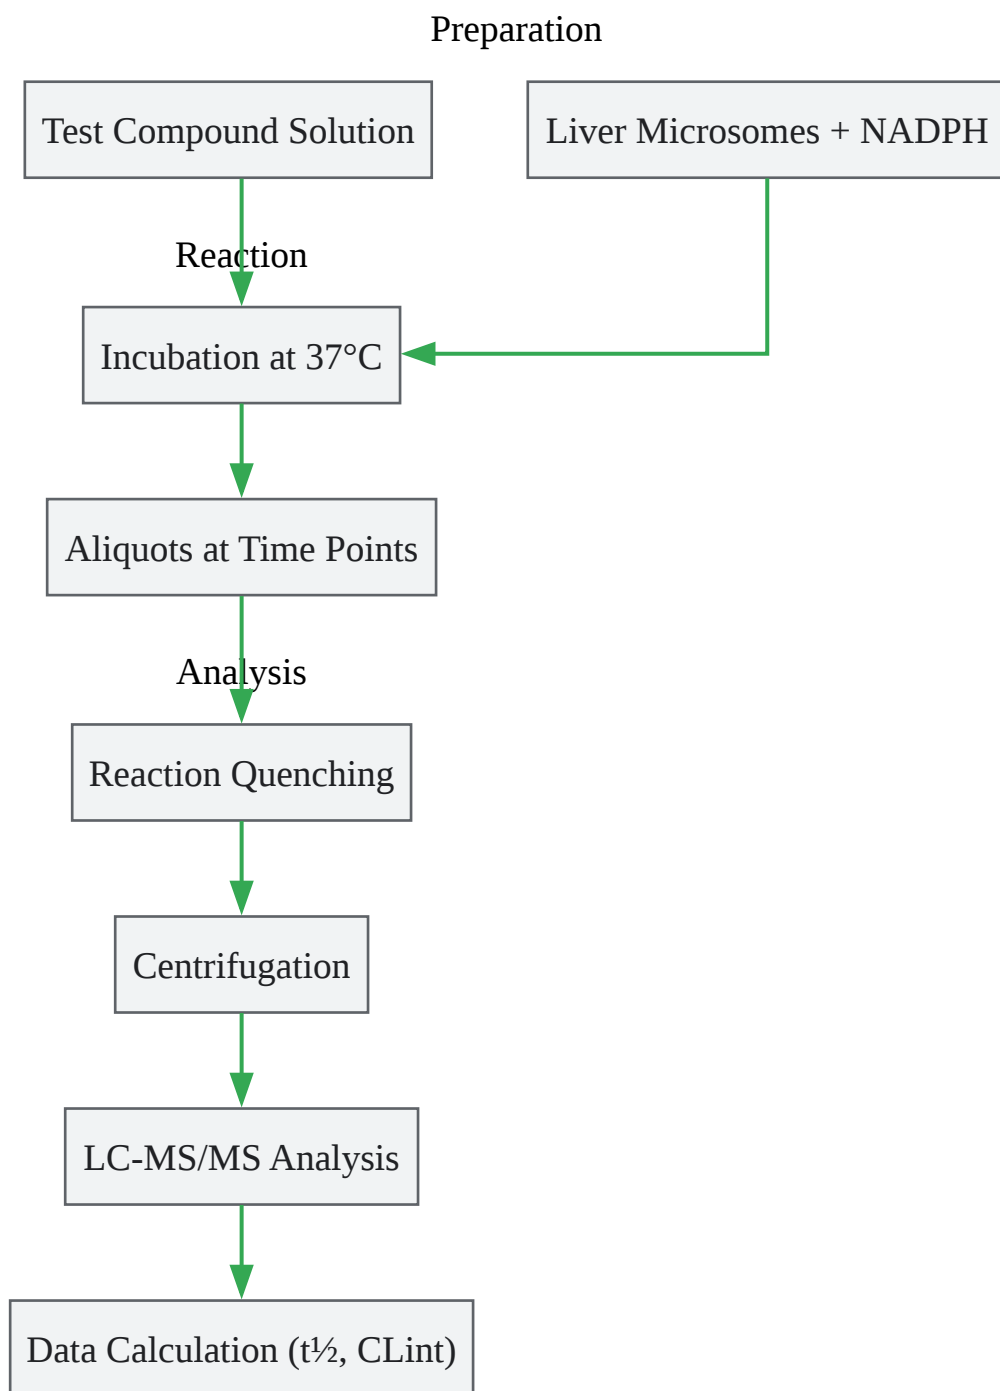 Preparation
Test Compound Solution
Liver Microsomes + NADPH
Reaction
Incubation at 37°C
Aliquots at Time Points
Analysis
Reaction Quenching
Centrifugation
LC-MS/MS Analysis
Data Calculation (t½, CLint)